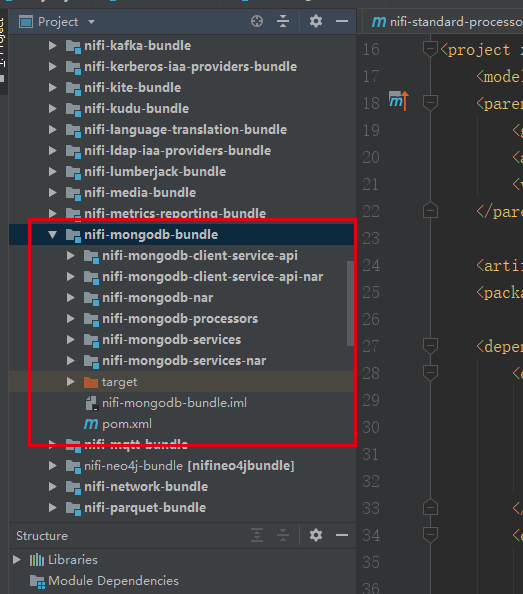 Project
nifi-standard-processor
nifi-kafka-bundle
nifi-kerberos-iaa-providers-bundle
nifi-kite-bundle
nifi-kudu-bundle
nifi-language-translation-bundle
nifi-ldap-iaa-providers-bundle
nifi-lumberjack-bundle
nifi-media-bundle
nifi-metrics-reporting-bundle
nifi-mongodb-bundle
nifi-mongodb-client-service-api
nifi-mongodb-client-service-api-nar
nifi-mongodb-nar
nifi-mongodb-processors
nifi-mongodb-services
nifi-mongodb-services-nar
target
nifi-mongodb-bundle.iml
pom.xml
nifi-mqtt-bundle
nifi-neo4j-bundle [nifineo4jbundle]
nifi-network-bundle
nifi-parquet-bundle
Structure
Libraries
Module Dependencies
16 <project x
17 <model
18 <paren
19 <g
20 <a
21 <v
22 </pare
23
24 <artif
25 <packa
26
27 <depen
28 <d
33 </
34 <d
35
36